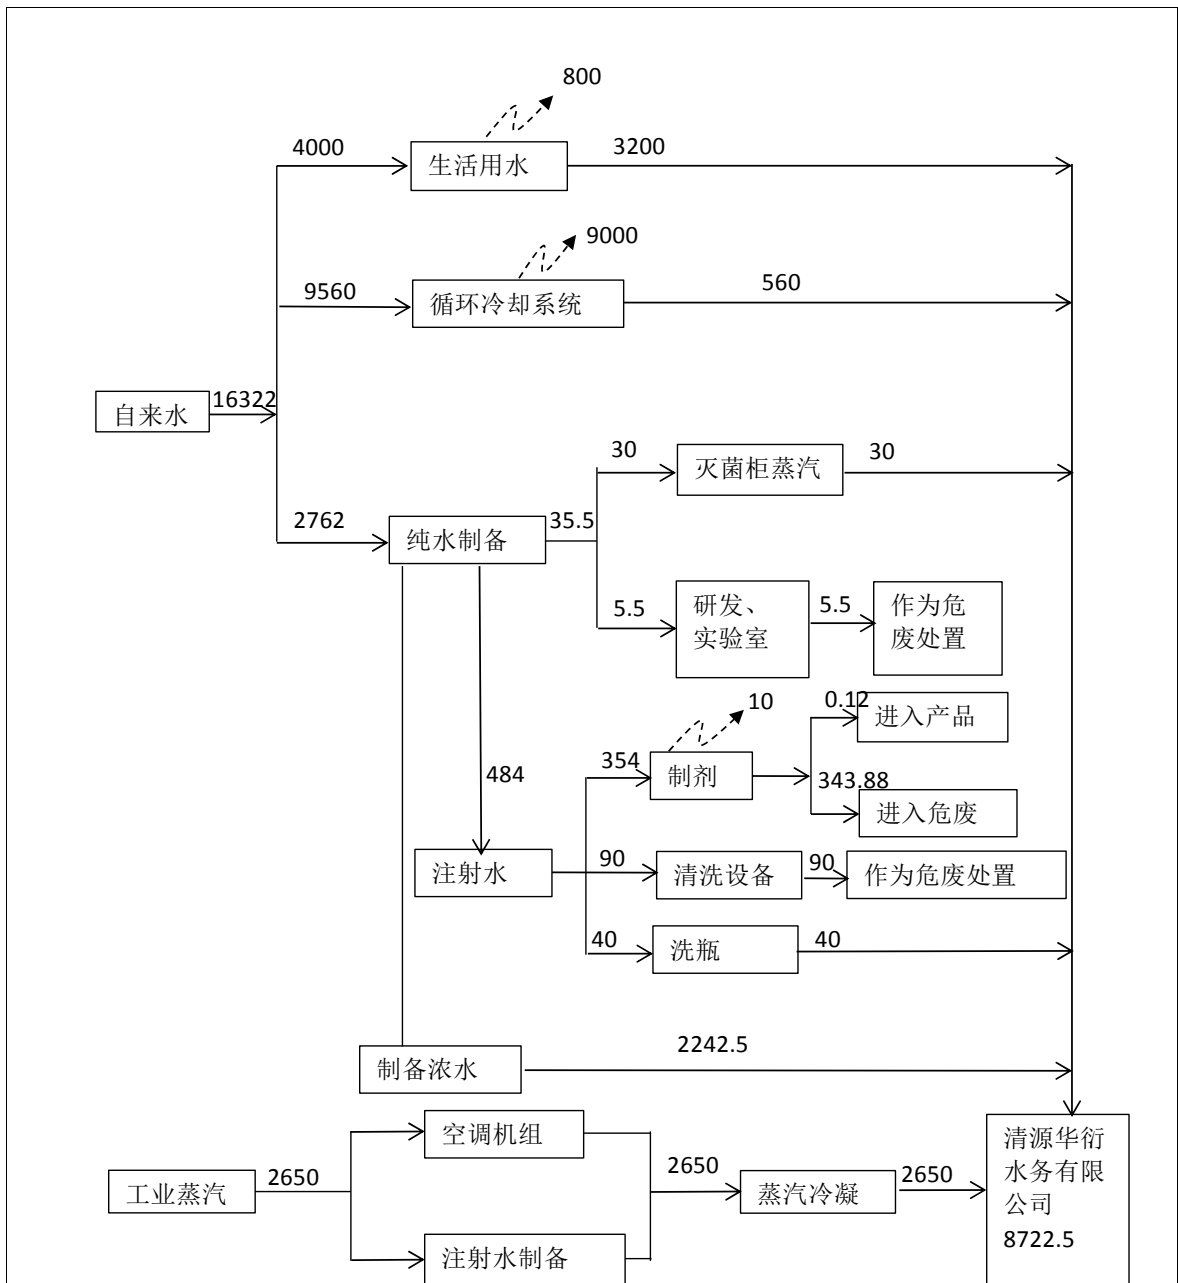 800
4000
生活用水
3200
9000
9560
循环冷却系统
560
自来水
16322
30
灭菌柜蒸汽
30
2762
纯水制备
35.5
5.5
研发、
实验室
5.5
作为危
废处置
10
0.12
进入产品
354
制剂
343.88
进入危废
484
注射水
90
清洗设备
90
作为危废处置
40
洗瓶
40
制备浓水
2242.5
空调机组
工业蒸汽
2650
2650
蒸汽冷凝
2650
注射水制备
清源华衍
水务有限
公司
8722.5